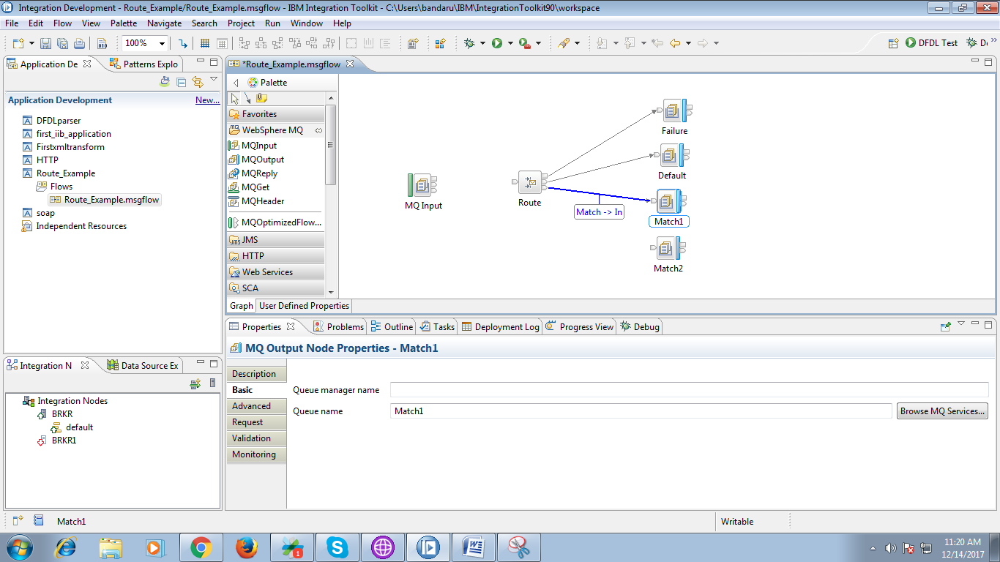 Integration Development - Route_Example/Route_Example.msgflow - IBM Integration Toolkit - C:\Users\bandaru\IBM\IntegrationToolkit90\workspace
File Edit Flow View Palette Navigate Search Project Run Window Help
100% DFDL Test D
Application De Patterns Explo
Application Development New...
DFDLparser
first_iib_application
Firstxmltransform
HTTP
Route_Example
Flows
Route_Example.msgflow
soap
Independent Resources
Integration N Data Source Ex
Integration Nodes
BRKR
default
BRKR1
*Route_Example.msgflow
Palette
Favorites
WebSphere MQ
MQInput
MQOutput
MQReply
MQGet
MQHeader
MQOptimizedFlow...
JMS
HTTP
Web Services
SCA
MQ Input
Route
Failure
Default
Match -> In
Match1
Match2
Graph User Defined Properties
Properties Problems Outline Tasks Deployment Log Progress View Debug
MQ Output Node Properties - Match1
Description
Basic
Advanced
Request
Validation
Monitoring
Queue manager name
Queue name Match1 Browse MQ Services...
Match1 Writable
1
11:20 AM
12/14/2017